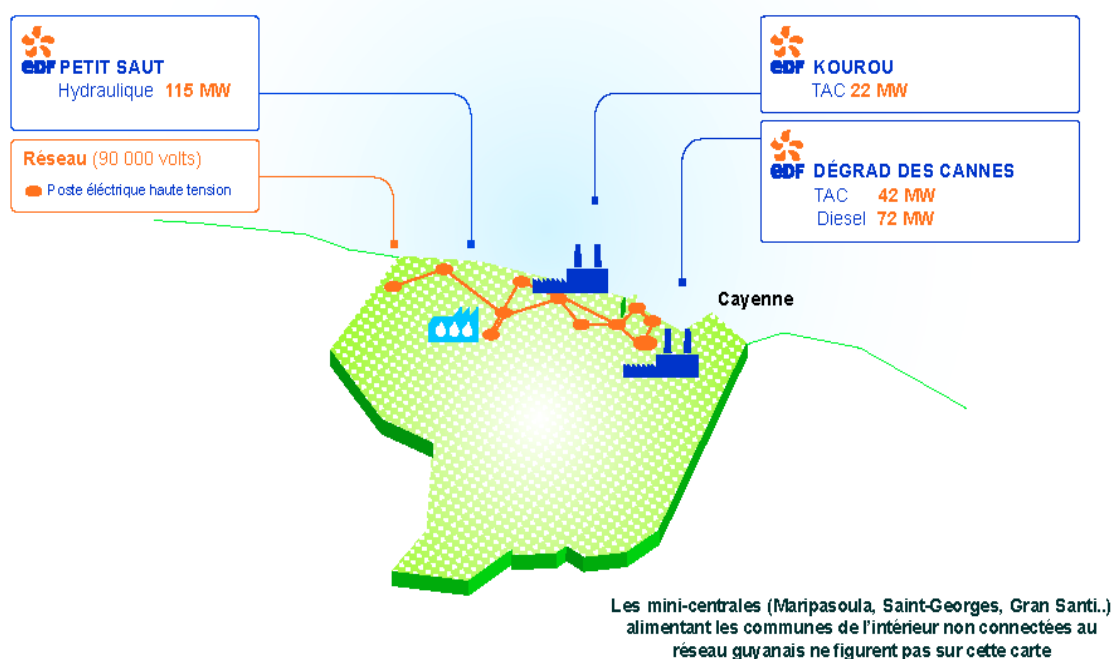 eDF PETIT SAUT
Hydraulique 115 MW
Réseau (90 000 volts)
Poste éléctrique haute tension
eDF KOUROU
TAC 22 MW
eDF DÉGRAD DES CANNES
TAC 42 MW
Diesel 72 MW
Cayenne
Les mini-centrales (Maripasoula, Saint-Georges, Gran Santi..)
alimentant les communes de l'intérieur non connectées au
réseau guyanais ne figurent pas sur cette carte